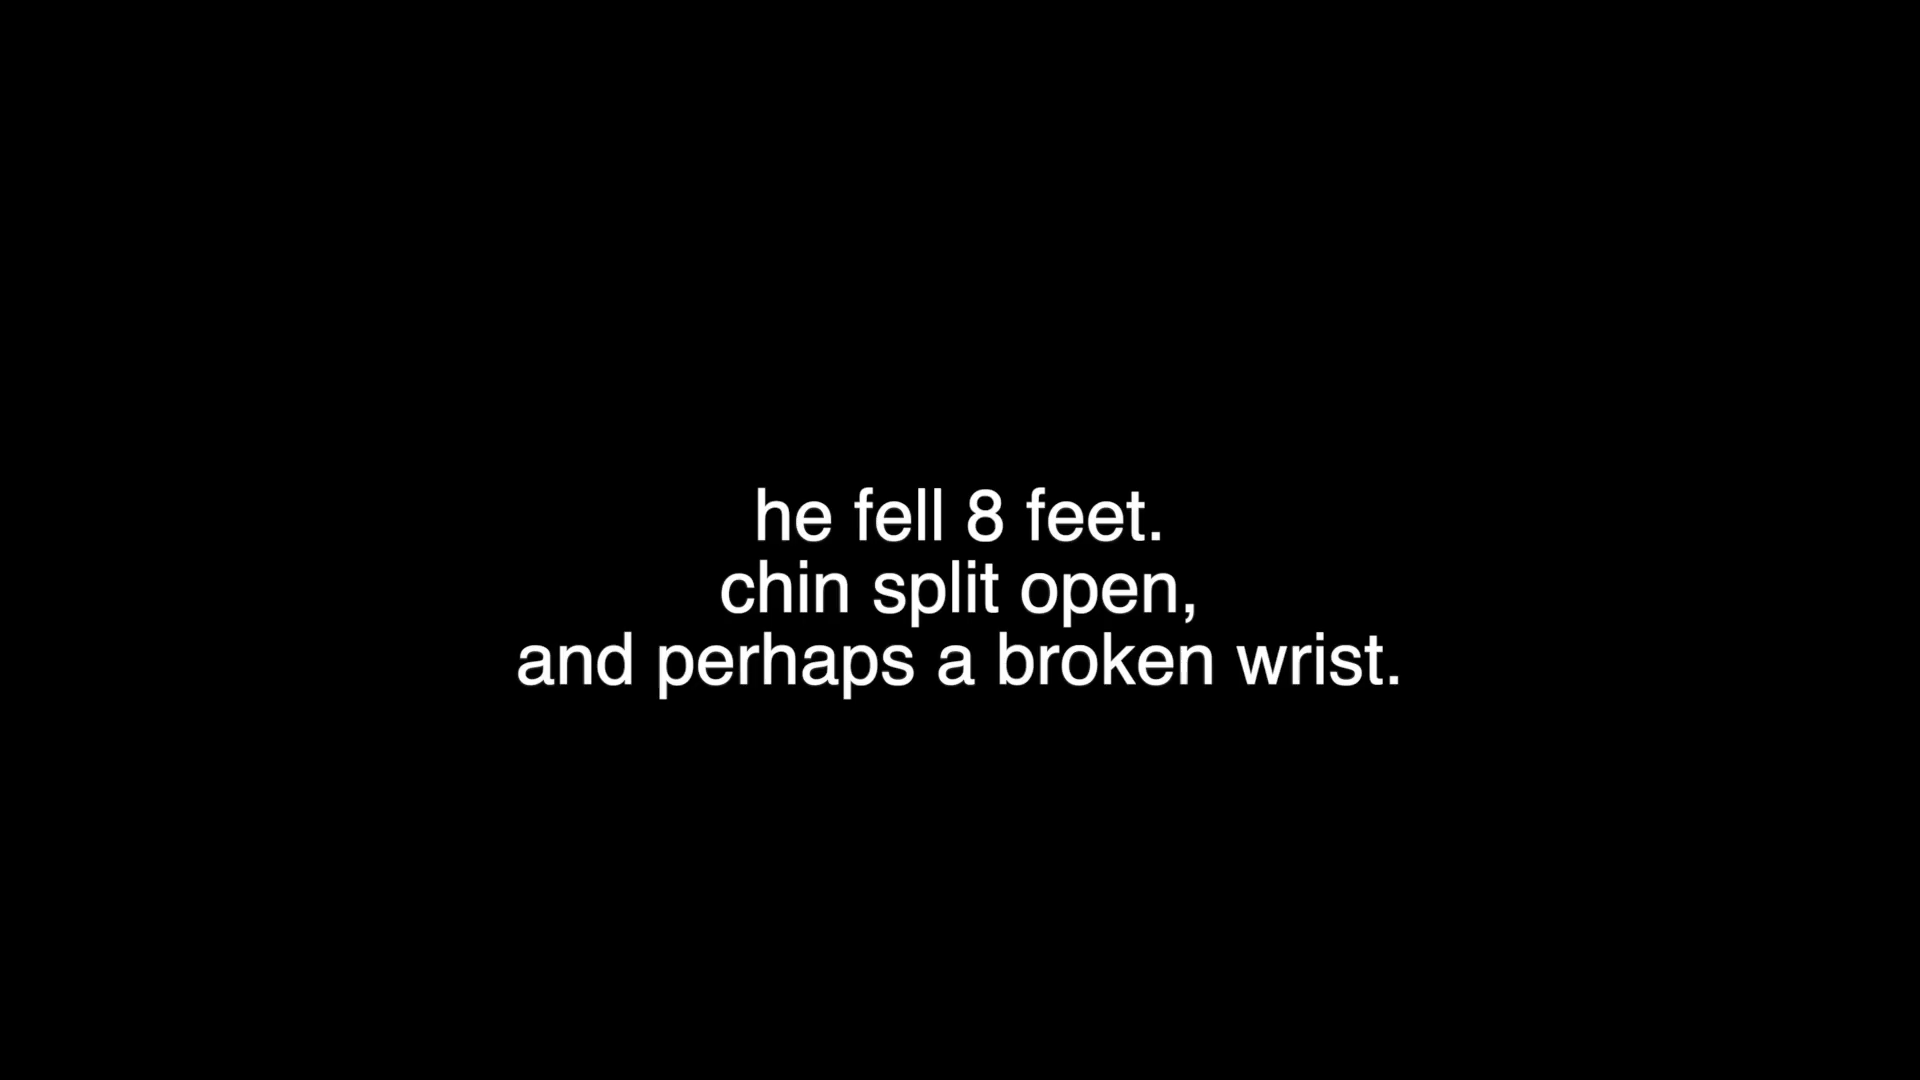 he fell 8 feet.
chin split open,
and perhaps a broken wrist.